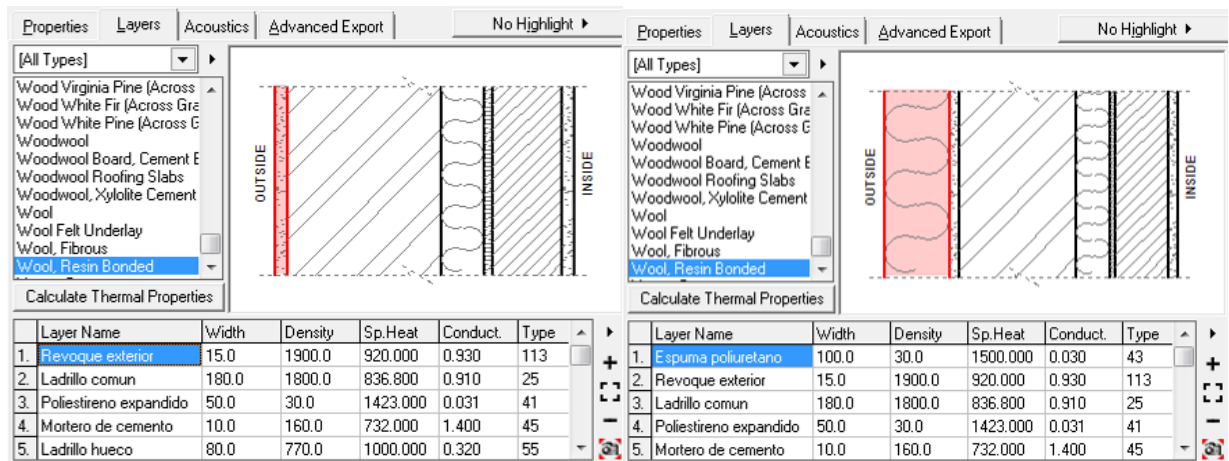 Properties Layers Acoustics Advanced Export No Highlight
[All Types]
Wood Virginia Pine (Across
Wood White Fir (Across Gra
Wood White Pine (Across G
Woodwool
Woodwool Board, Cement E
Woodwool Roofing Slabs
Woodwool, Xylolite Cement
Wool
Wool Felt Underlay
Wool, Fibrous
Wool, Resin Bonded
Calculate Thermal Properties
OUTSIDE
INSIDE
Layer Name Width Density Sp.Heat Conduct. Type
1. Revoque exterior 15.0 1900.0 920.000 0.930 113
2. Ladrillo comun 180.0 1800.0 836.800 0.910 25
3. Poliestireno expandido 50.0 30.0 1423.000 0.031 41
4. Mortero de cemento 10.0 160.0 732.000 1.400 45
5. Ladrillo hueco 80.0 770.0 1000.000 0.320 55
Properties Layers Acoustics Advanced Export No Highlight
[All Types]
Wood Virginia Pine (Across
Wood White Fir (Across Gra
Wood White Pine (Across G
Woodwool
Woodwool Board, Cement E
Woodwool Roofing Slabs
Woodwool, Xylolite Cement
Wool
Wool Felt Underlay
Wool, Fibrous
Wool, Resin Bonded
Calculate Thermal Properties
OUTSIDE
INSIDE
Layer Name Width Density Sp.Heat Conduct. Type
1. Espuma poliuretano 100.0 30.0 1500.000 0.030 43
2. Revoque exterior 15.0 1900.0 920.000 0.930 113
3. Ladrillo comun 180.0 1800.0 836.800 0.910 25
4. Poliestireno expandido 50.0 30.0 1423.000 0.031 41
5. Mortero de cemento 10.0 160.0 732.000 1.400 45